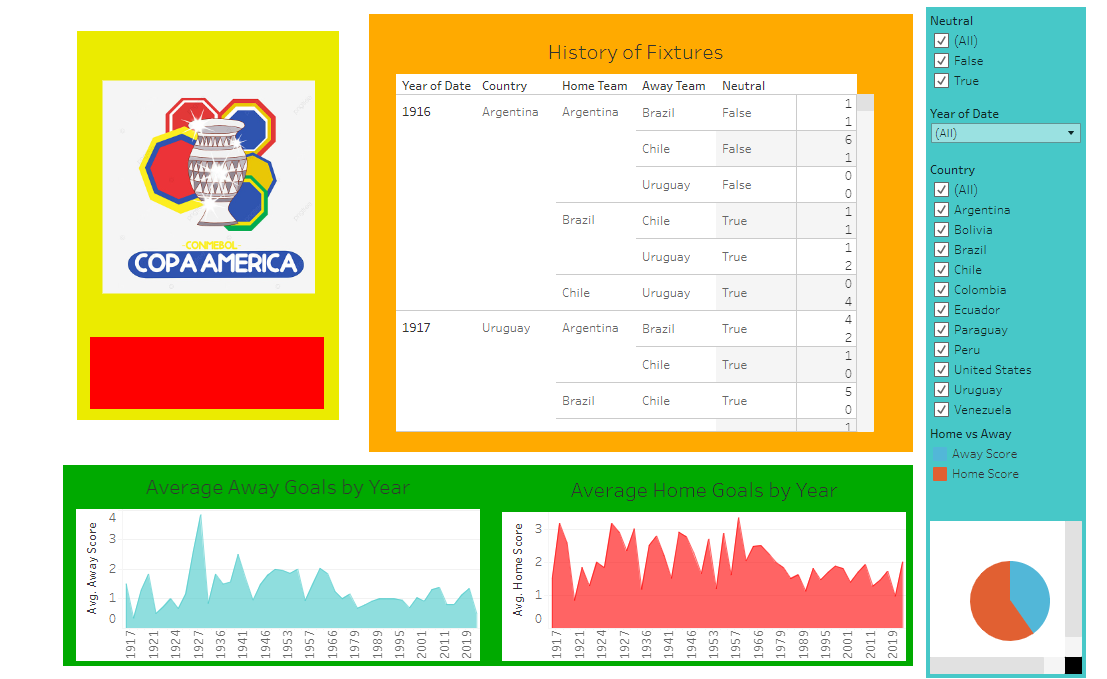 CONMEBOL
COPA AMERICA
History of Fixtures
Year of Date Country Home Team Away Team Neutral
1916 Argentina Argentina Brazil False 1
1
Chile False 6
1
Uruguay False 0
0
Brazil Chile True 1
1
Uruguay True 1
2
Chile Uruguay True 0
4
1917 Uruguay Argentina Brazil True 4
2
Chile True 1
0
Brazil Chile True 5
0
1
Neutral
(All)
False
True
Year of Date
(All)
Country
(All)
Argentina
Bolivia
Brazil
Chile
Colombia
Ecuador
Paraguay
Peru
United States
Uruguay
Venezuela
Home vs Away
Away Score
Home Score
Average Away Goals by Year
Avg. Away Score
4
3
2
1
0
1917 1921 1924 1927 1936 1941 1946 1953 1957 1966 1979 1989 1995 2001 2011 2019
Average Home Goals by Year
Avg. Home Score
3
2
1
0
1917 1921 1924 1927 1936 1941 1946 1953 1957 1966 1979 1989 1995 2001 2011 2019